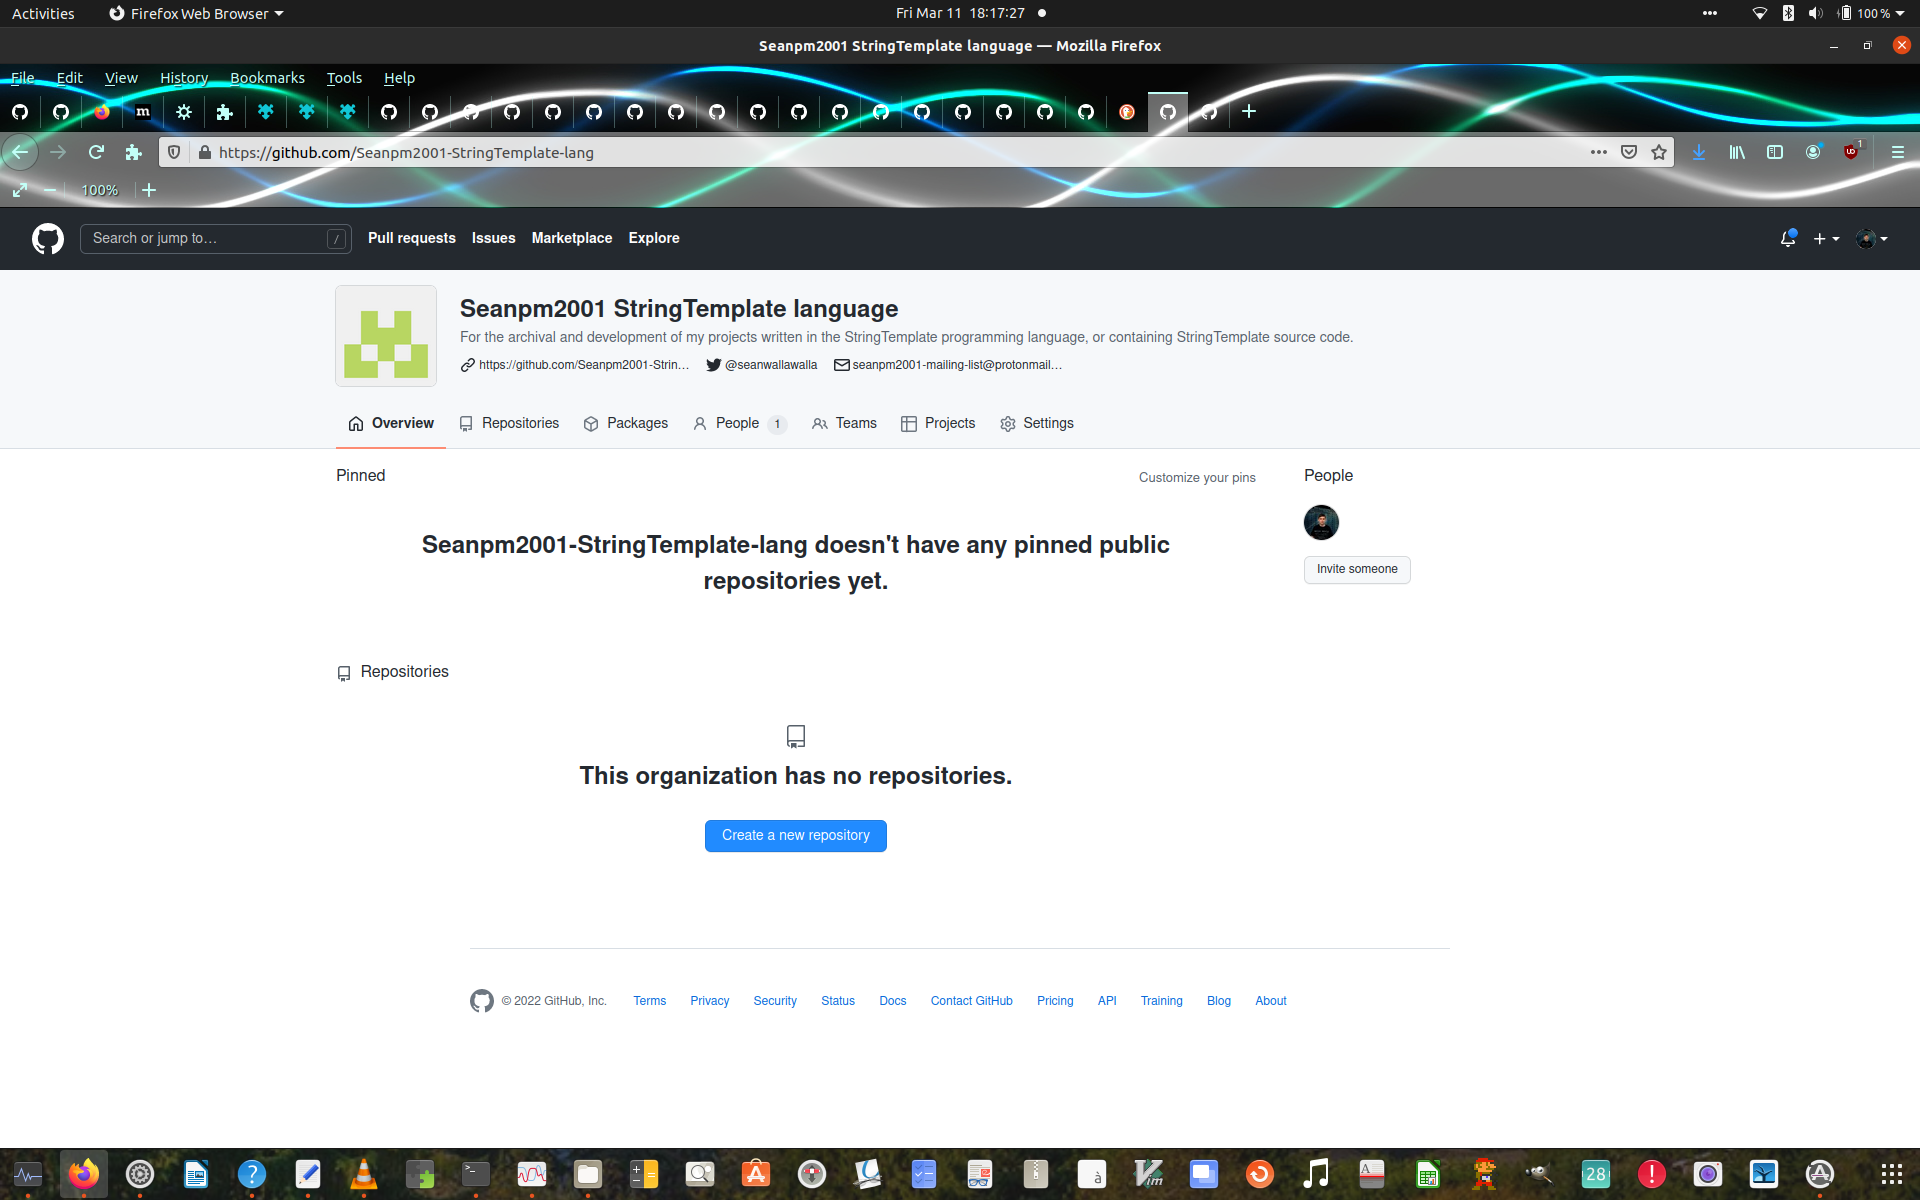 Activities Firefox Web Browser Fri Mar 11 18:17:27 100 %
Seanpm2001 StringTemplate language — Mozilla Firefox
File Edit View History Bookmarks Tools Help
m
https://github.com/Seanpm2001-StringTemplate-lang 1
100%
Search or jump to… / Pull requests Issues Marketplace Explore
Seanpm2001 StringTemplate language
For the archival and development of my projects written in the StringTemplate programming language, or containing StringTemplate source code.
https://github.com/Seanpm2001-Strin… @seanwallawalla seanpm2001-mailing-list@protonmail…
Overview Repositories Packages People 1 Teams Projects Settings
Pinned Customize your pins People
Seanpm2001-StringTemplate-lang doesn't have any pinned public
repositories yet.
Invite someone
Repositories
This organization has no repositories.
Create a new repository
© 2022 GitHub, Inc. Terms Privacy Security Status Docs Contact GitHub Pricing API Training Blog About
? >_ à Vim A 28 !